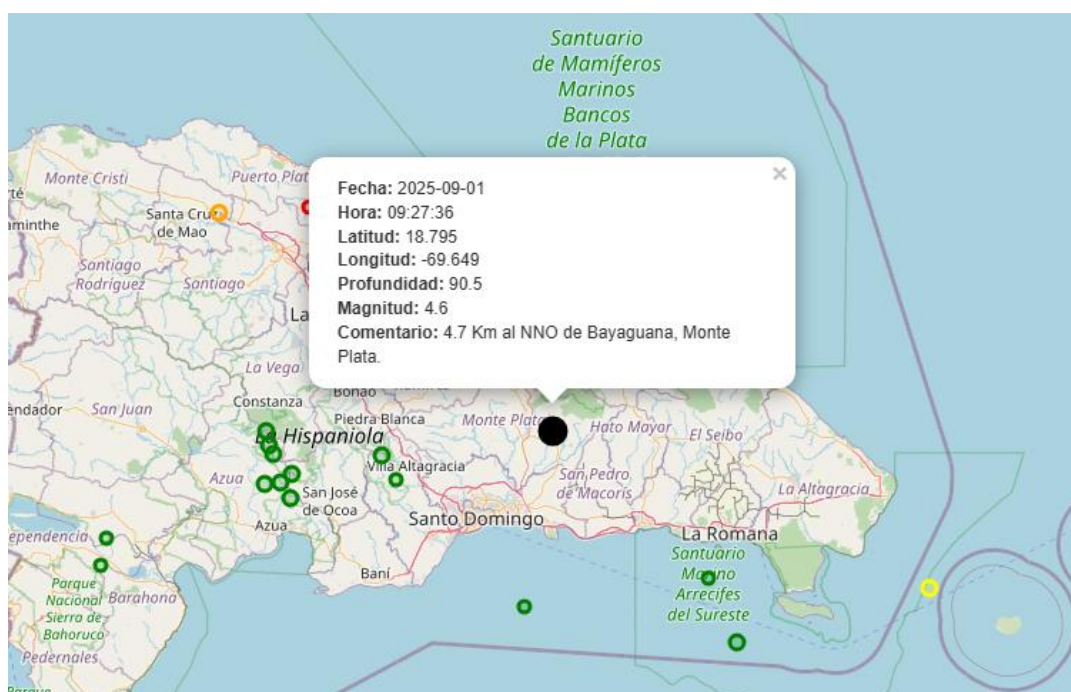 Santuario
de Mamíferos
Marinos
Bancos
de la Plata
Monte Cristi
Puerto Plat
Santa Cruz
de Mao
aminthe
Santiago
Rodríguez
Santiago
La
Fecha: 2025-09-01
Hora: 09:27:36
Latitud: 18.795
Longitud: -69.649
Profundidad: 90.5
Magnitud: 4.6
Comentario: 4.7 Km al NNO de Bayaguana, Monte
Plata.
×
La Vega
Constanza
Bonao
endador
San Juan
Piedra Blanca
Monte Plata
Hato Mayor
El Seibo
La Hispaniola
Villa Altagracia
Azua
San José
de Ocoa
San Pedro
de Macorís
La Altagracia
Azua
Santo Domingo
La Romana
ependencia
Baní
Santuario
Marino
Arrecifes
del Sureste
Parque
Nacional
Sierra de
Bahoruco
Barahona
Pedernales
Parque